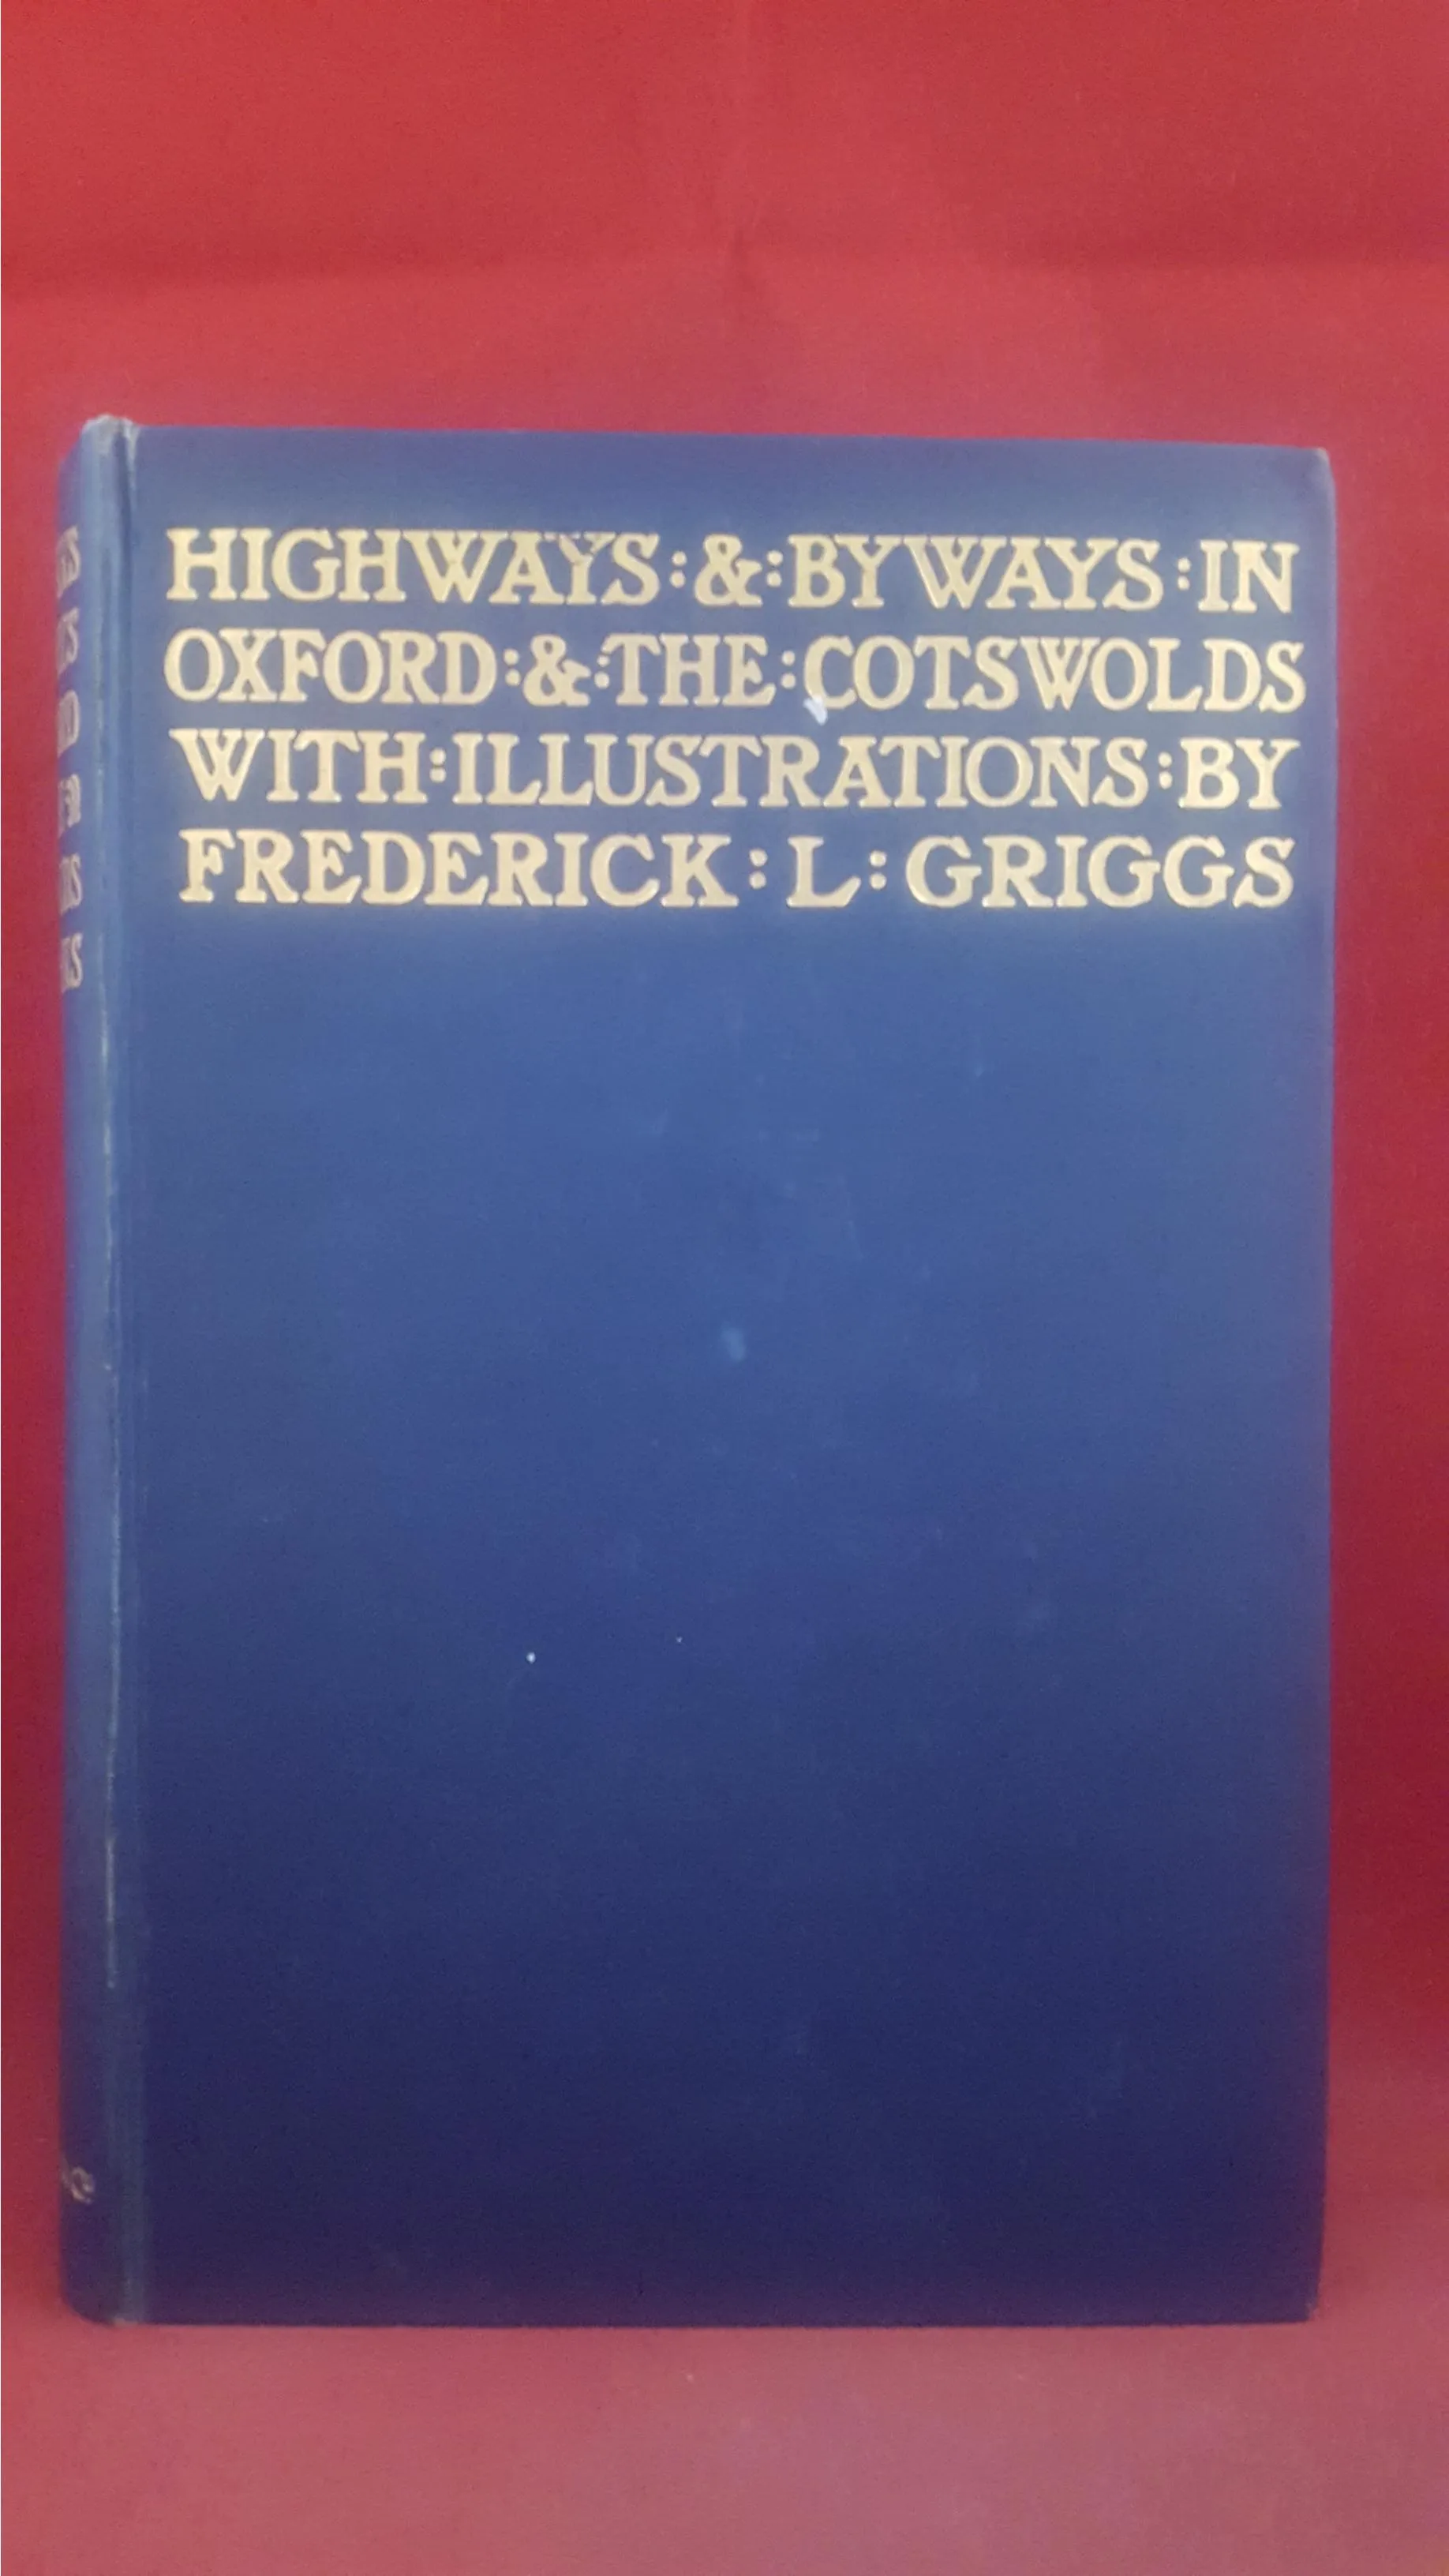 HIGHWAYS:&:BYWAYS:IN
OXFORD:&:THE:COTSWOLDS
WITH:ILLUSTRATIONS:BY
FREDERICK:L:GRIGGS